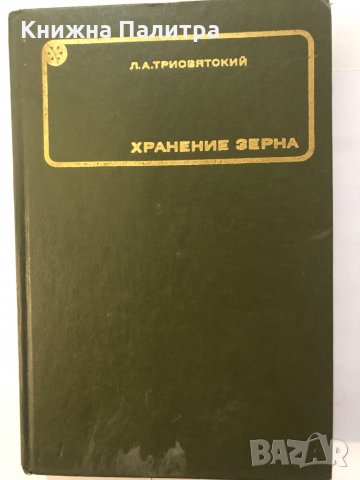 Книжна Палитра
Л.А.ТРИСВЯТСКИЙ
ХРАНЕНИЕ ЗЕРНА
BAZAR